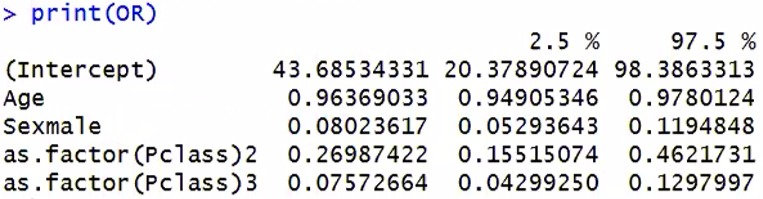 > print(OR)
2.5 % 97.5 %
(Intercept) 43.68534331 20.37890724 98.3863313
Age 0.96369033 0.94905346 0.9780124
Sexmale 0.08023617 0.05293643 0.1194848
as.factor(Pclass)2 0.26987422 0.15515074 0.4621731
as.factor(Pclass)3 0.07572664 0.04299250 0.1297997